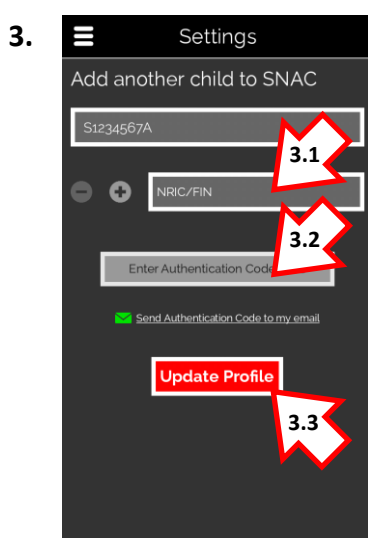 3.
Settings
Add another child to SNAC
S1234567A
3.1
NRIC/FIN
3.2
Enter Authentication Code
Send Authentication Code to my email
Update Profile
3.3